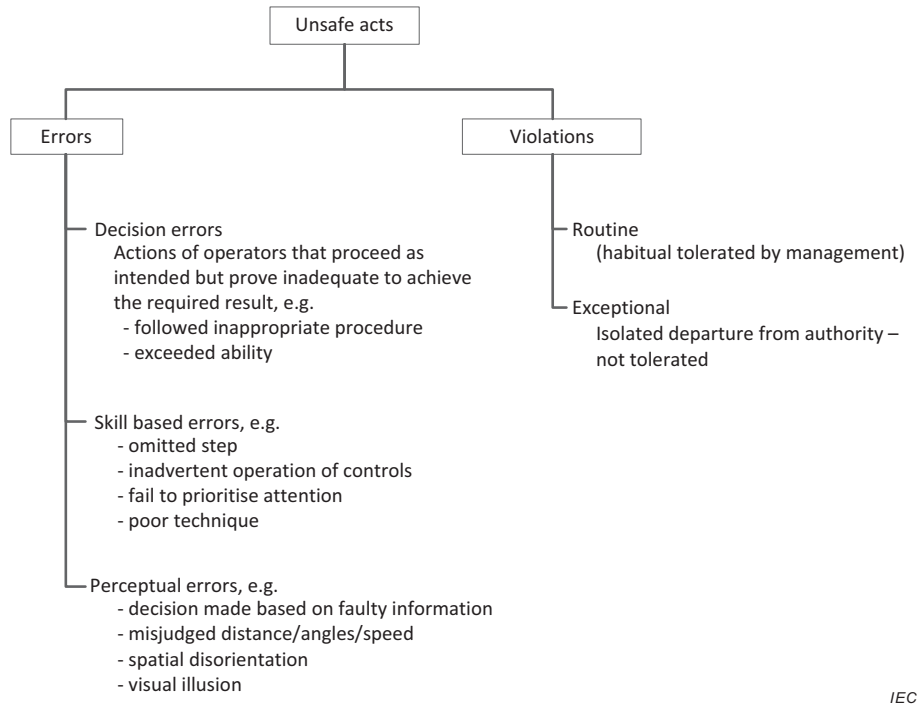 Unsafe acts
Errors
Violations
Decision errors
Actions of operators that proceed as
intended but prove inadequate to achieve
the required result, e.g.
- followed inappropriate procedure
- exceeded ability
Skill based errors, e.g.
- omitted step
- inadvertent operation of controls
- fail to prioritise attention
- poor technique
Perceptual errors, e.g.
- decision made based on faulty information
- misjudged distance/angles/speed
- spatial disorientation
- visual illusion
Routine
(habitual tolerated by management)
Exceptional
Isolated departure from authority –
not tolerated
IEC